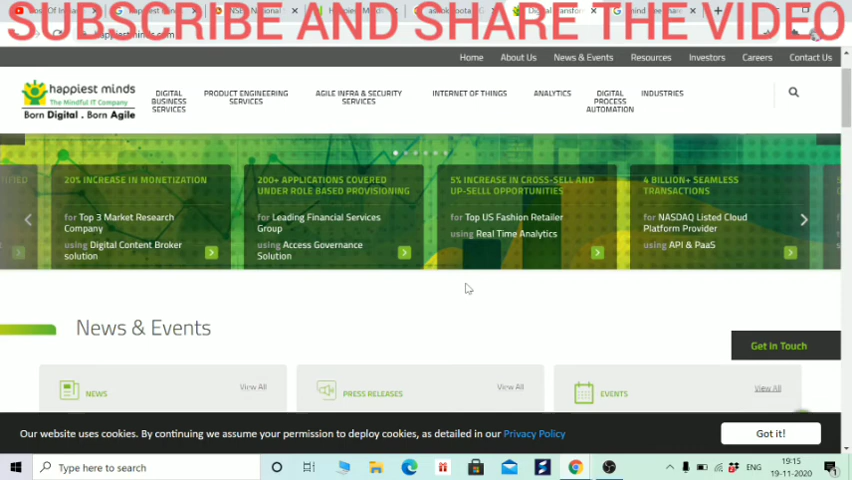 SUBSCRIBE AND SHARE THE VIDEO
Home About Us News & Events Resources Investors Careers Contact Us
happiest minds
The Mindful IT Company
Born Digital . Born Agile
DIGITAL
BUSINESS
SERVICES
PRODUCT ENGINEERING
SERVICES
AGILE INFRA & SECURITY
SERVICES
INTERNET OF THINGS
ANALYTICS
DIGITAL
PROCESS
AUTOMATION
INDUSTRIES
20% INCREASE IN MONETIZATION
for Top 3 Market Research
Company
using Digital Content Broker
solution
200+ APPLICATIONS COVERED
UNDER ROLE BASED PROVISIONING
for Leading Financial Services
Group
using Access Governance
Solution
5% INCREASE IN CROSS-SELL AND
UP-SELLL OPPORTUNITIES
for Top US Fashion Retailer
using Real Time Analytics
4 BILLION+ SEAMLESS
TRANSACTIONS
for NASDAQ Listed Cloud
Platform Provider
using API & PaaS
News & Events
Get in Touch
NEWS View All
PRESS RELEASES View All
EVENTS View All
Our website uses cookies. By continuing we assume your permission to deploy cookies, as detailed in our Privacy Policy
Got it!
Type here to search
ENG
19:15
19-11-2020